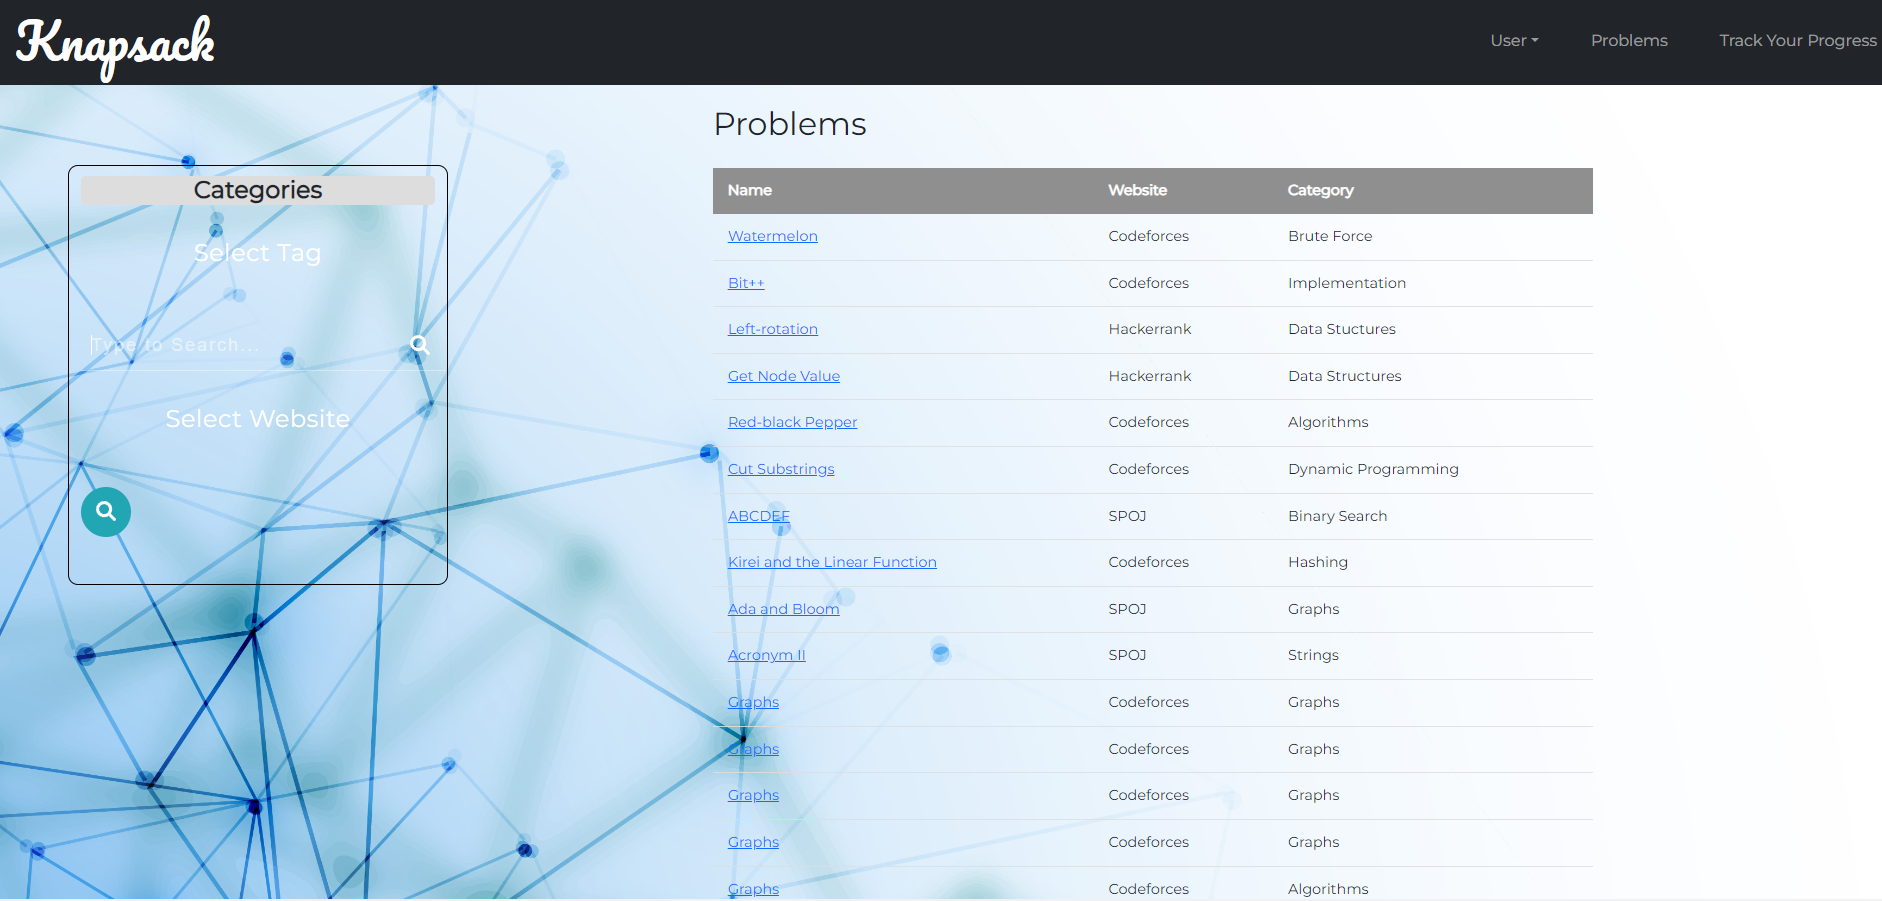 Knapsack
User Problems Track Your Progress
Categories
Select Tag
Type to Search...
Select Website
Problems
Name Website Category
Watermelon Codeforces Brute Force
Bit++ Codeforces Implementation
Left-rotation Hackerrank Data Stuctures
Get Node Value Hackerrank Data Structures
Red-black Pepper Codeforces Algorithms
Cut Substrings Codeforces Dynamic Programming
ABCDEF SPOJ Binary Search
Kirei and the Linear Function Codeforces Hashing
Ada and Bloom SPOJ Graphs
Acronym II SPOJ Strings
Graphs Codeforces Graphs
Graphs Codeforces Graphs
Graphs Codeforces Graphs
Graphs Codeforces Graphs
Graphs Codeforces Algorithms